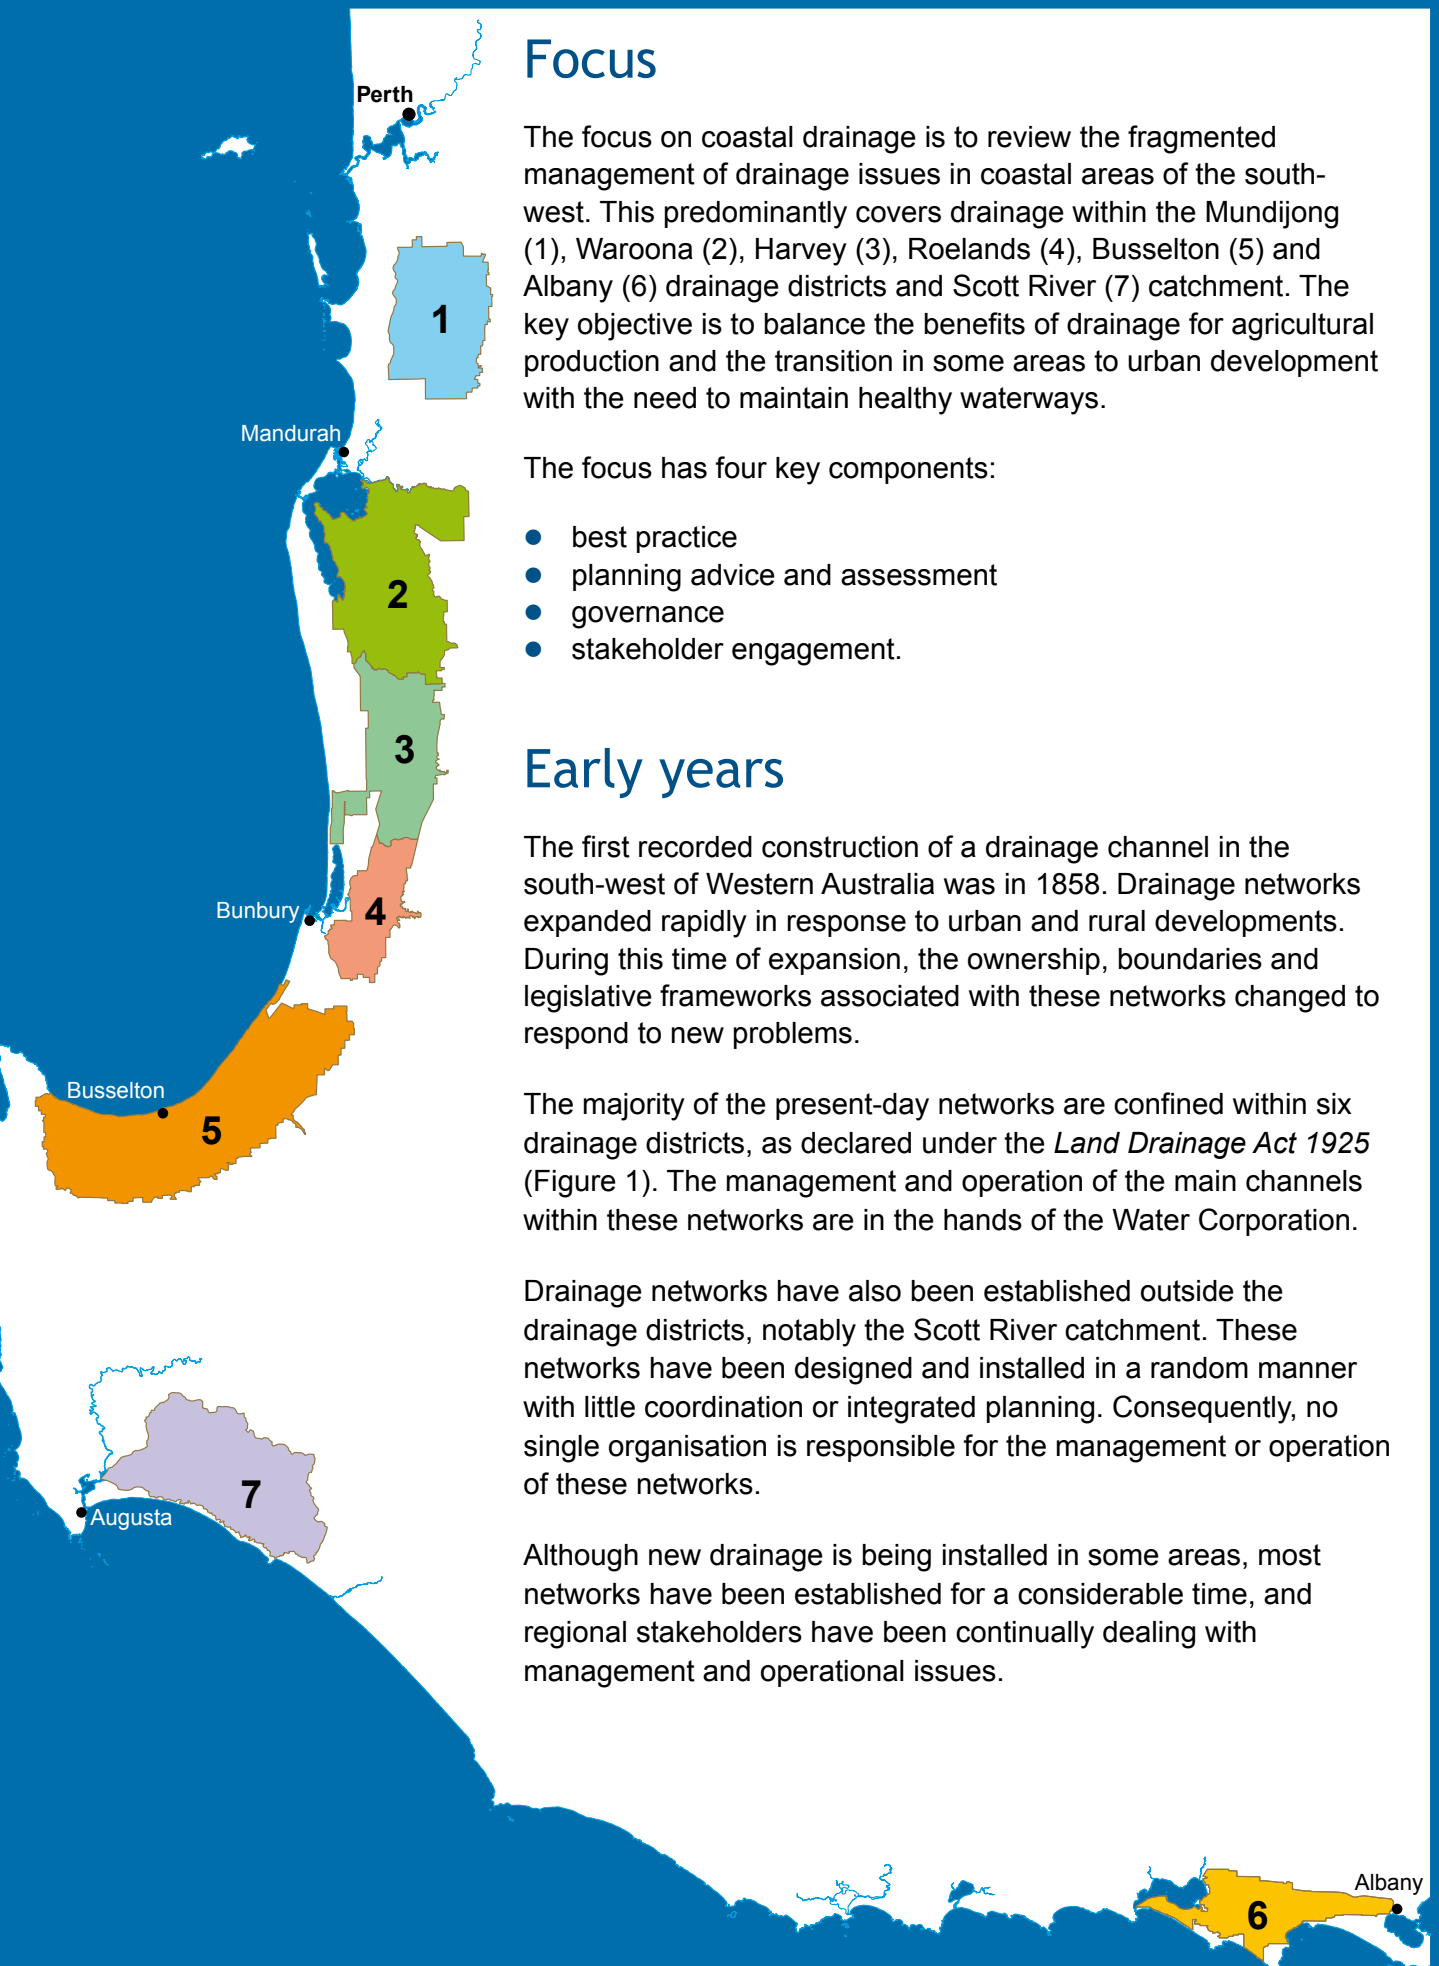 Focus
The focus on coastal drainage is to review the fragmented
management of drainage issues in coastal areas of the south-
west. This predominantly covers drainage within the Mundijong
(1), Waroona (2), Harvey (3), Roelands (4), Busselton (5) and
Albany (6) drainage districts and Scott River (7) catchment. The
key objective is to balance the benefits of drainage for agricultural
production and the transition in some areas to urban development
with the need to maintain healthy waterways.
The focus has four key components:
● best practice
● planning advice and assessment
● governance
● stakeholder engagement.
Early years
The first recorded construction of a drainage channel in the
south-west of Western Australia was in 1858. Drainage networks
expanded rapidly in response to urban and rural developments.
During this time of expansion, the ownership, boundaries and
legislative frameworks associated with these networks changed to
respond to new problems.
The majority of the present-day networks are confined within six
drainage districts, as declared under the Land Drainage Act 1925
(Figure 1). The management and operation of the main channels
within these networks are in the hands of the Water Corporation.
Drainage networks have also been established outside the
drainage districts, notably the Scott River catchment. These
networks have been designed and installed in a random manner
with little coordination or integrated planning. Consequently, no
single organisation is responsible for the management or operation
of these networks.
Although new drainage is being installed in some areas, most
networks have been established for a considerable time, and
regional stakeholders have been continually dealing with
management and operational issues.
Perth
1
Mandurah
2
3
Bunbury
4
Busselton
5
7
Augusta
Albany
6